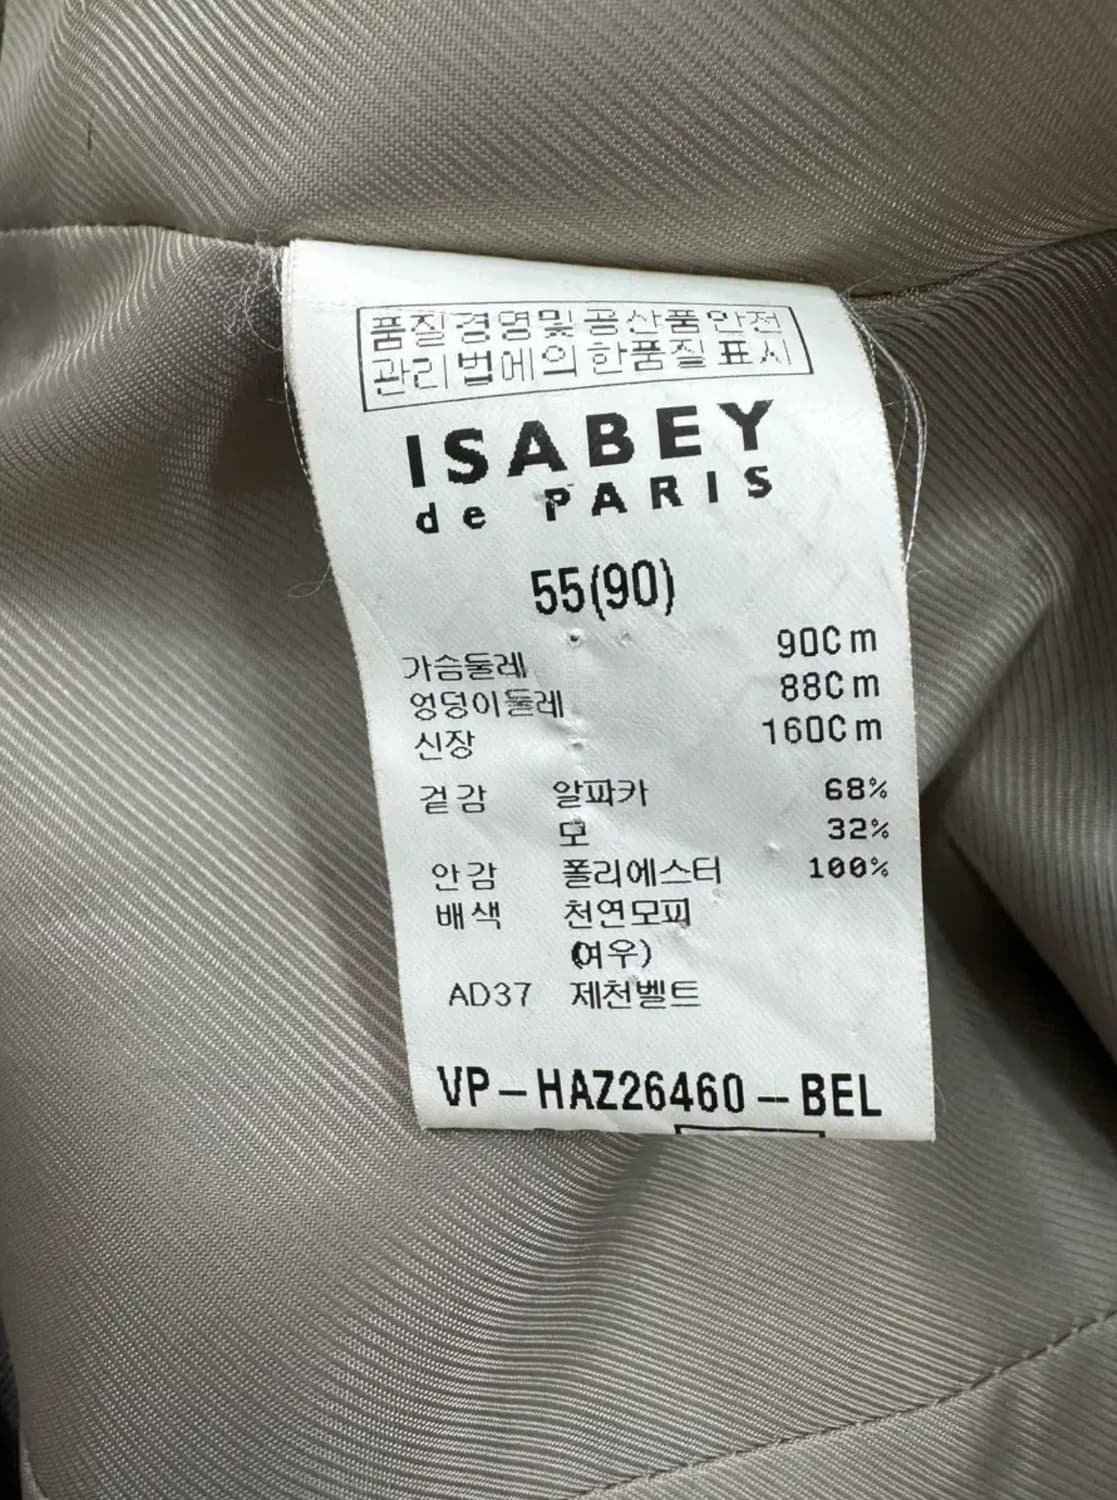 품질경영및공산품안전
관리법에의한품질표시
ISABEY
de PARIS
55(90)
가슴둘레 90Cm
엉덩이둘레 88Cm
신장 160Cm
겉감 알파카 68%
모 32%
안감 폴리에스터 100%
배색 천연모피
(여우)
AD37 제천벨트
VP-HAZ26460-BEL